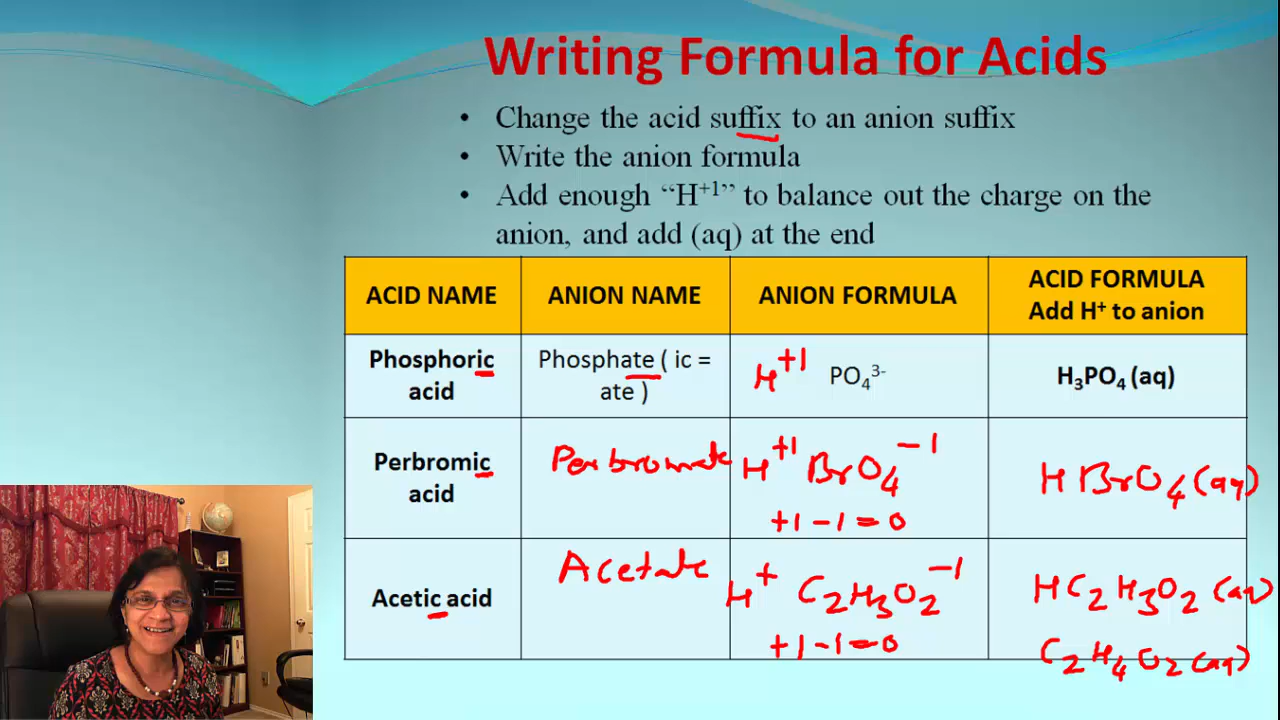 Writing Formula for Acids
• Change the acid suffix to an anion suffix
• Write the anion formula
• Add enough “H⁺¹” to balance out the charge on the
anion, and add (aq) at the end
ACID NAME ANION NAME ANION FORMULA ACID FORMULA
Add H⁺ to anion
Phosphoric
acid
Phosphate ( ic =
ate )
H⁺¹ PO₄³⁻
H₃PO₄ (aq)
Perbromic
acid
Perbromate
H⁺¹ BrO₄⁻¹
+1 -1 = 0
HBrO₄(aq)
Acetic acid
Acetate
H⁺ C₂H₃O₂⁻¹
+1 -1 = 0
HC₂H₃O₂ (aq)
C₂H₄O₂ (aq)